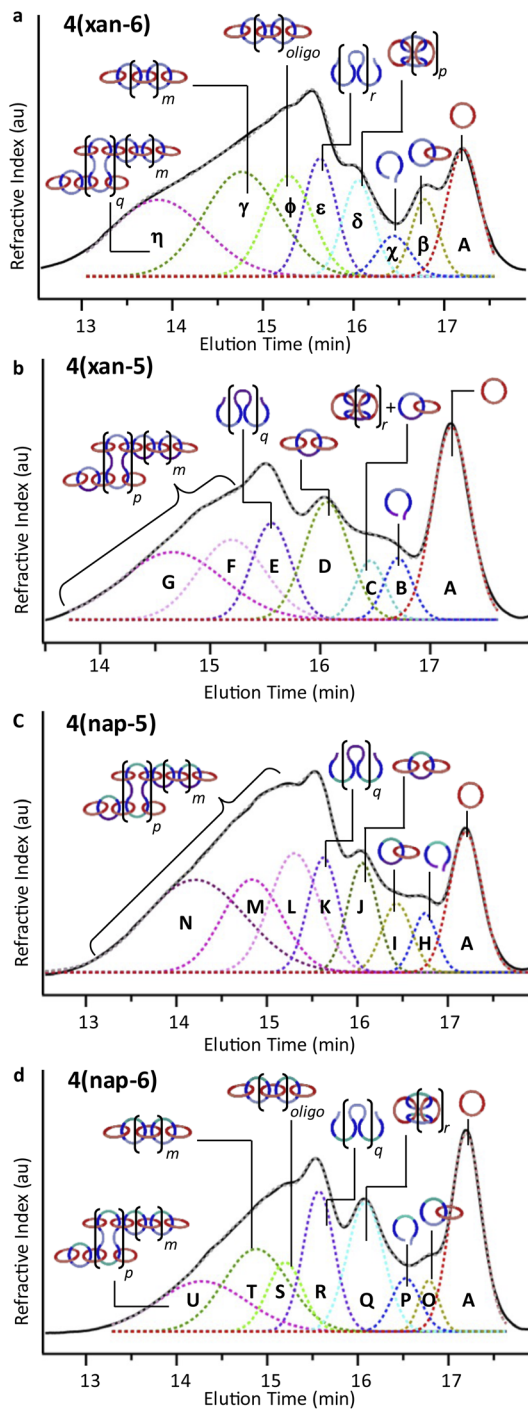 a
4(xan-6)
oligo
r
p
m
m
q
η
γ
ϕ
ε
δ
χ
β
A
Refractive Index (au)
13 14 15 16 17
Elution Time (min)
b
4(xan-5)
q
r
+
m
p
G
F
E
D
C
B
A
Refractive Index (au)
14 15 16 17
Elution Time (min)
C
4(nap-5)
m
p
q
N
M
L
K
J
I
H
A
Refractive Index (au)
13 14 15 16 17
Elution Time (min)
d
4(nap-6)
oligo
r
q
m
m
p
U
T
S
R
Q
P
O
A
Refractive Index (au)
13 14 15 16 17
Elution Time (min)